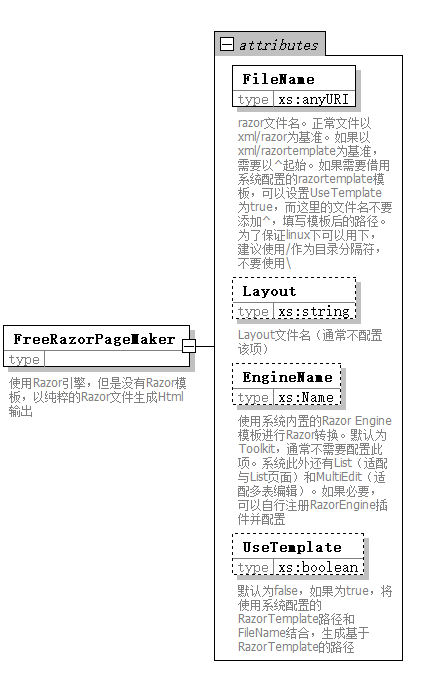 attributes
FileName
type xs:anyURI
razor文件名。正常文件以
xml/razor为基准。如果以
xml/razortemplate为基准，
需要以^起始。如果需要借用
系统配置的razortemplate模
板，可以设置UseTemplate
为true，而这里的文件名不要
添加^，填写模板后的路径。
为了保证linux下可以用下，
建议使用/作为目录分隔符，
不要使用\
Layout
type xs:string
Layout文件名（通常不配置
该项）
FreeRazorPageMaker
type
使用Razor引擎，但是没有Razor模
板，以纯粹的Razor文件生成Html
输出
EngineName
type xs:Name
使用系统内置的Razor Engine
模板进行Razor转换。默认为
Toolkit，通常不需要配置此
项。系统此外还有List（适配
与List页面）和MultiEdit（适
配多表编辑）。如果必要，
可以自行注册RazorEngine插
件并配置
UseTemplate
type xs:boolean
默认为false，如果为true，将
使用系统配置的
RazorTemplate路径和
FileName结合，生成基于
RazorTemplate的路径